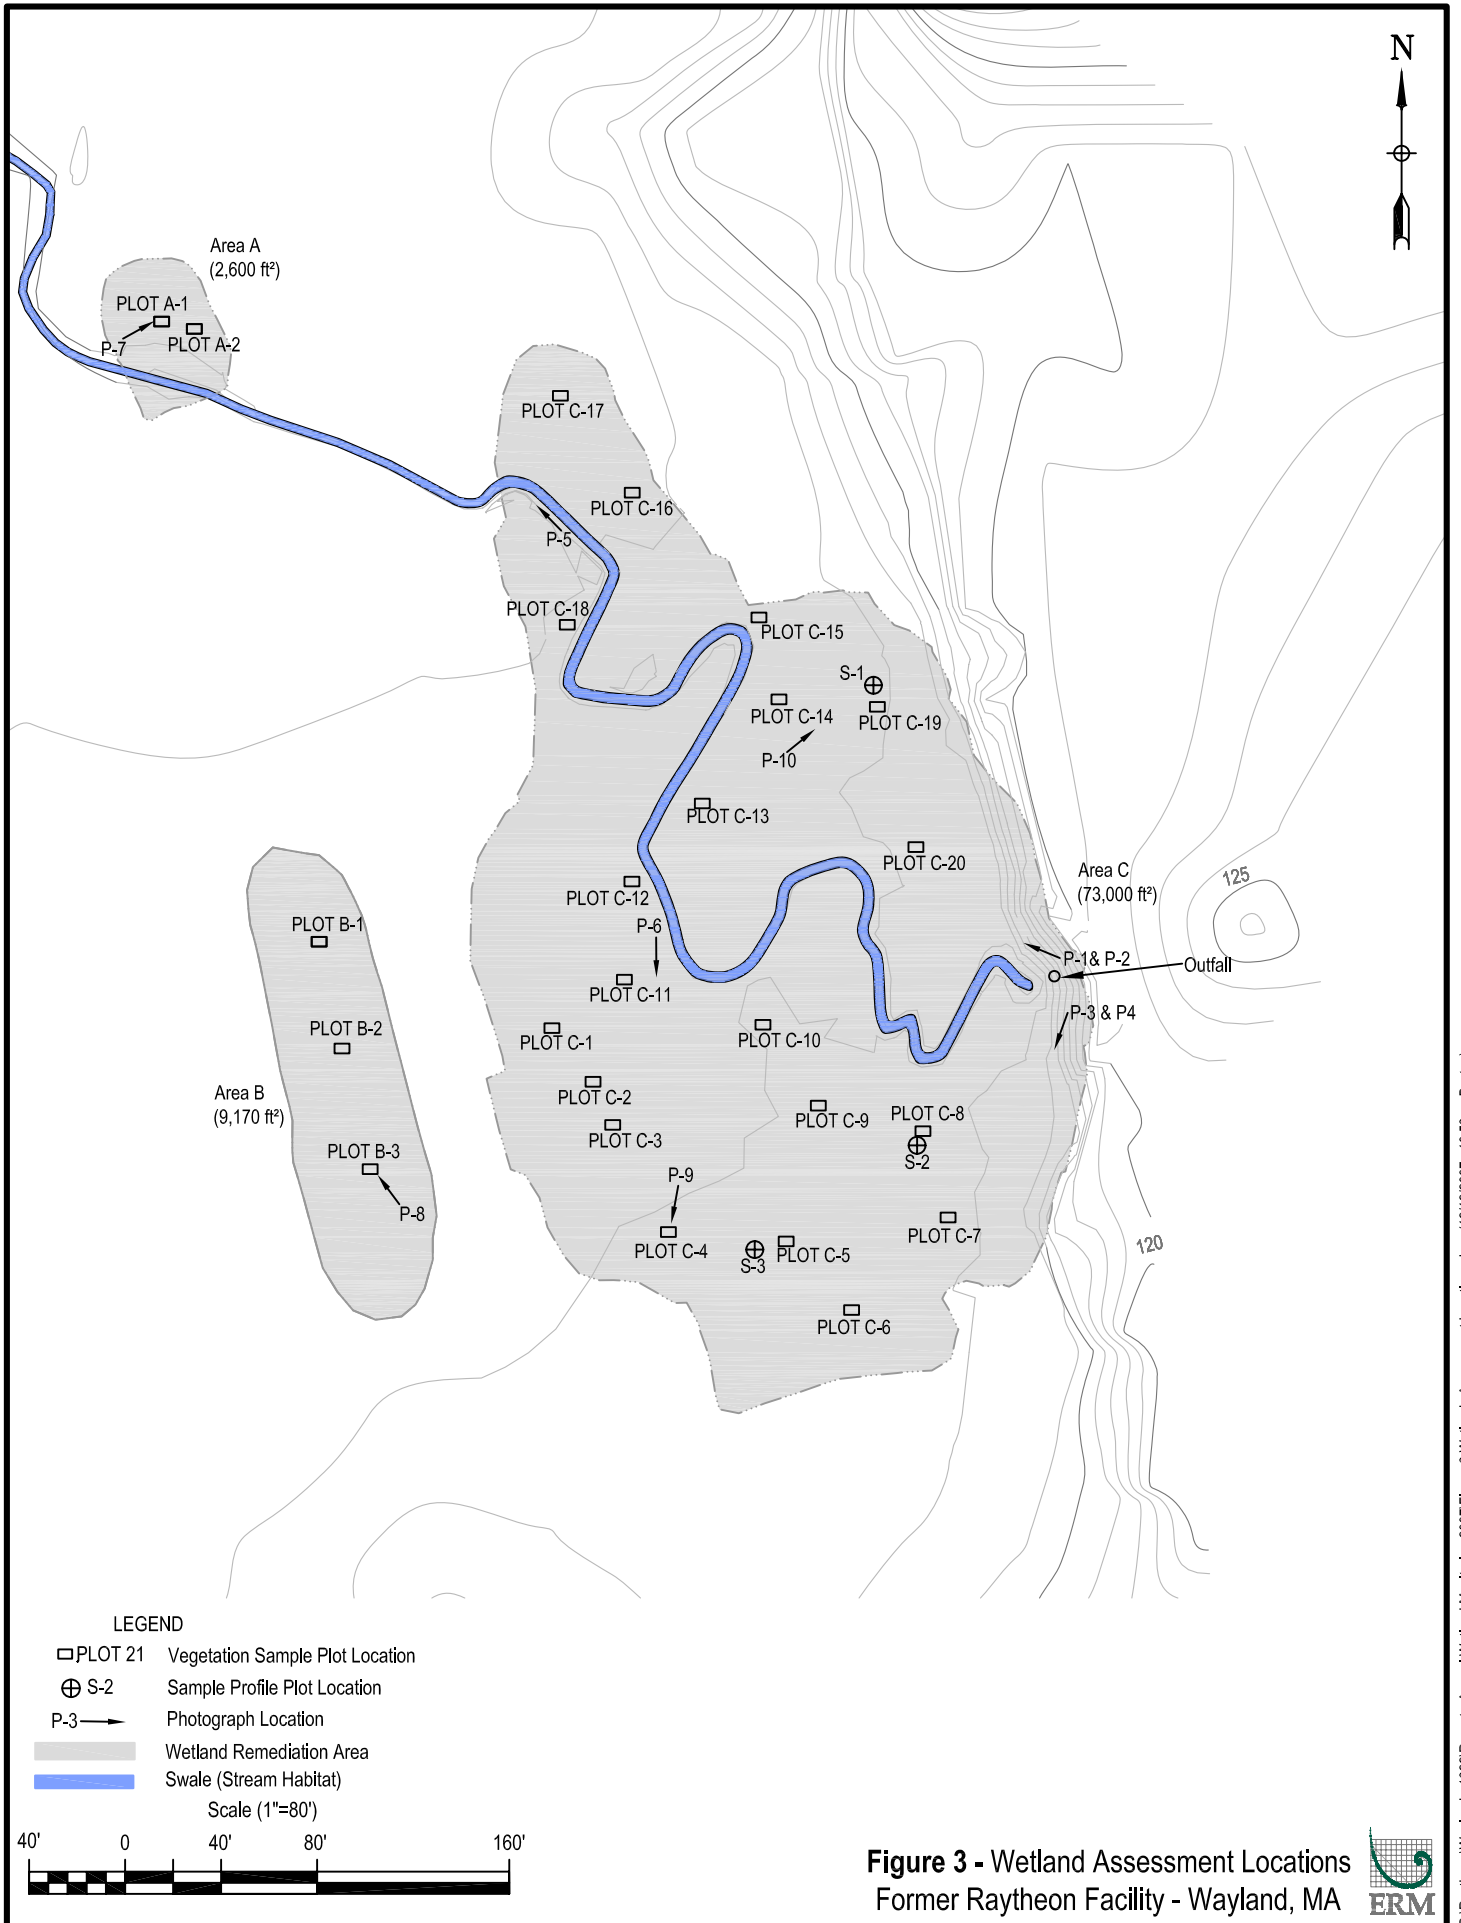 N
Area A
(2,600 ft²)
PLOT A-1
P-7
PLOT A-2
PLOT C-17
PLOT C-16
P-5
PLOT C-18
PLOT C-15
S-1
PLOT C-14
PLOT C-19
P-10
PLOT C-13
PLOT C-20
Area C
(73,000 ft²)
125
PLOT C-12
PLOT B-1
P-6
P-1& P-2
Outfall
PLOT C-11
P-3 & P4
PLOT B-2
PLOT C-1
PLOT C-10
Area B
(9,170 ft²)
PLOT C-2
PLOT C-9
PLOT C-8
PLOT C-3
PLOT B-3
S-2
P-9
P-8
PLOT C-7
PLOT C-4
S-3
PLOT C-5
120
PLOT C-6
LEGEND
PLOT 21 Vegetation Sample Plot Location
S-2 Sample Profile Plot Location
P-3 Photograph Location
Wetland Remediation Area
Swale (Stream Habitat)
Scale (1"=80')
40' 0 40' 80' 160'
Figure 3 - Wetland Assessment Locations
Former Raytheon Facility - Wayland, MA
ERM